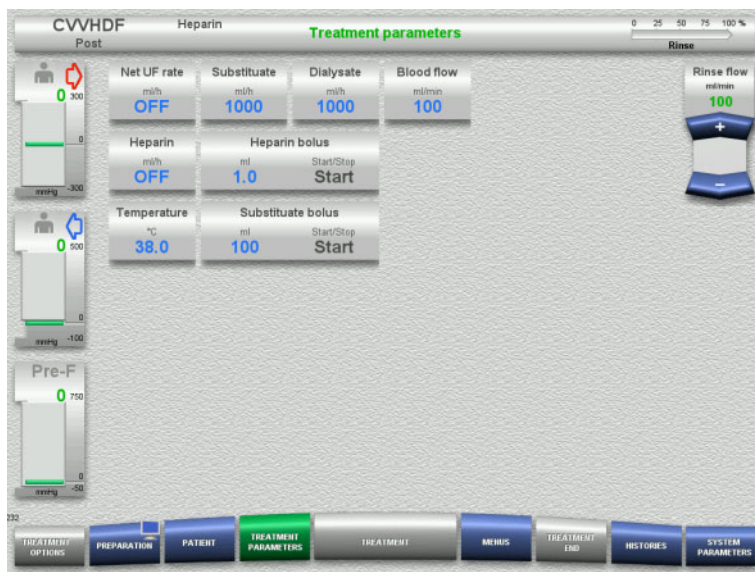 CVVHDF Heparin
Post
Treatment parameters
0 25 50 75 100 %
Rinse
0 300
0
mmHg -300
0 500
0
mmHg -100
Pre-F
0 750
0
mmHg -50
Net UF rate Substituate Dialysate Blood flow
ml/h ml/h ml/h ml/min
OFF 1000 1000 100
Heparin Heparin bolus
ml/h ml Start/Stop
OFF 1.0 Start
Temperature Substituate bolus
°C ml Start/Stop
38.0 100 Start
Rinse flow
ml/min
100
+
−
232
TREATMENT OPTIONS PREPARATION PATIENT TREATMENT PARAMETERS TREATMENT MENUS TREATMENT END HISTORIES SYSTEM PARAMETERS